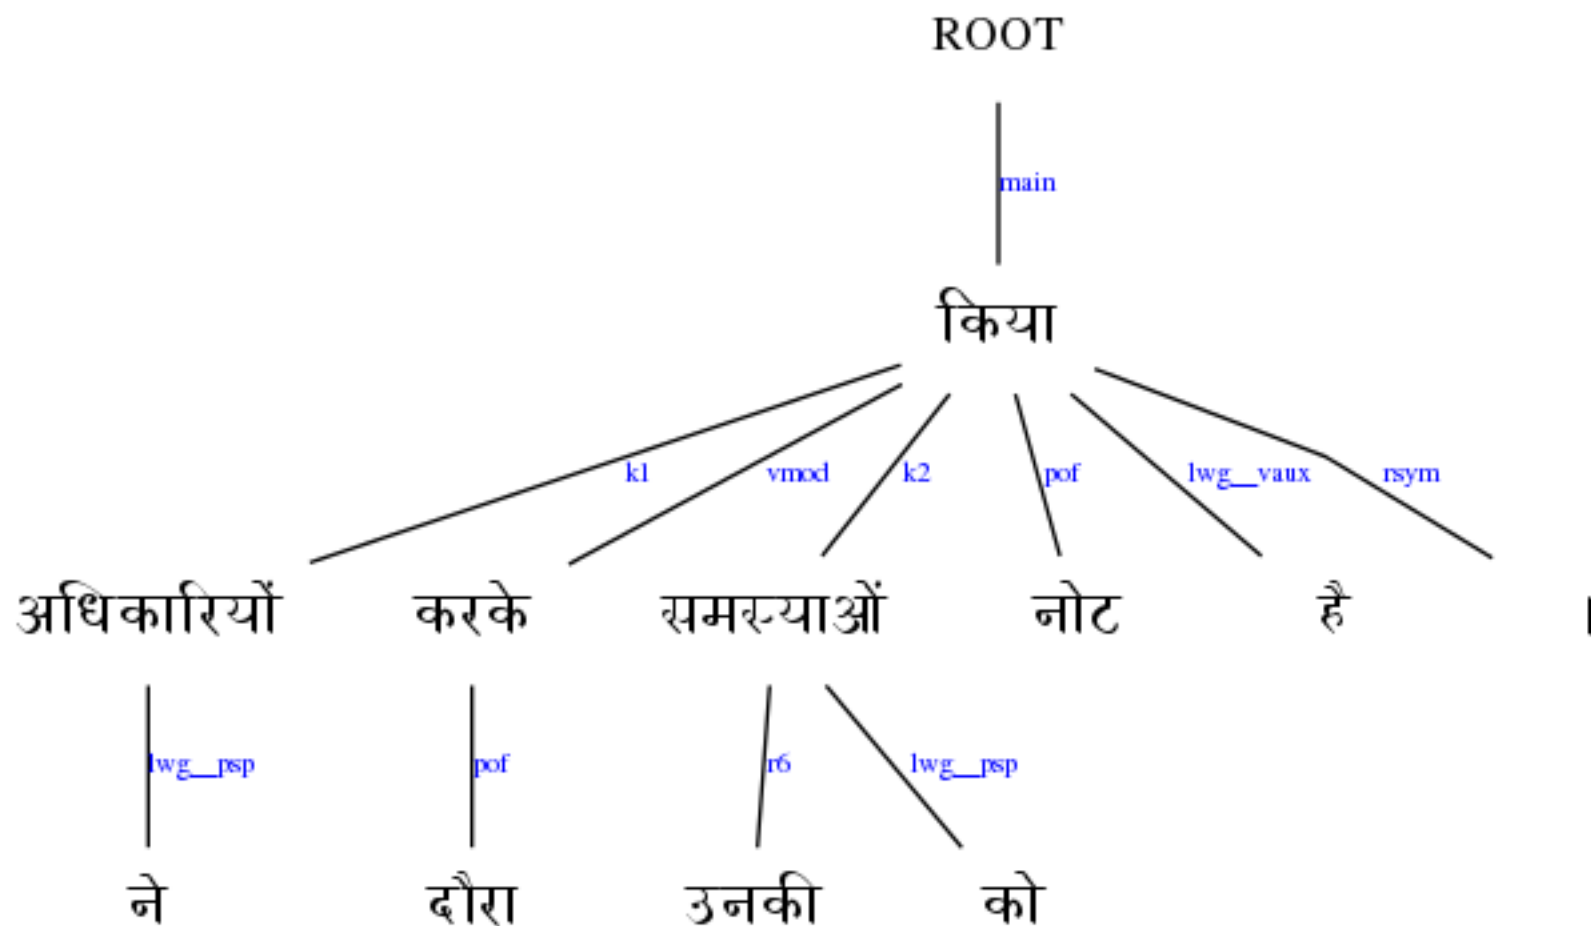 ROOT
main
किया
k1 vmod k2 pof lwg__vaux rsym
अधिकारियों करके समस्याओं नोट है ।
lwg__psp pof r6 lwg__psp
ने दौरा उनकी को